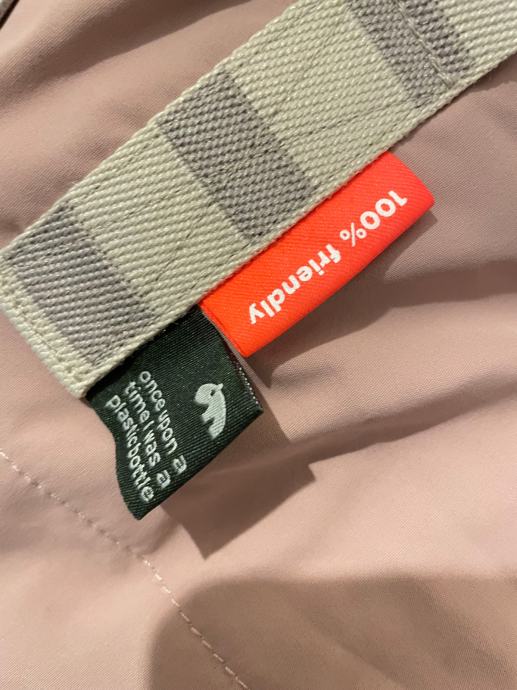 100% friendly
once upon a
time I was a
plastic bottle